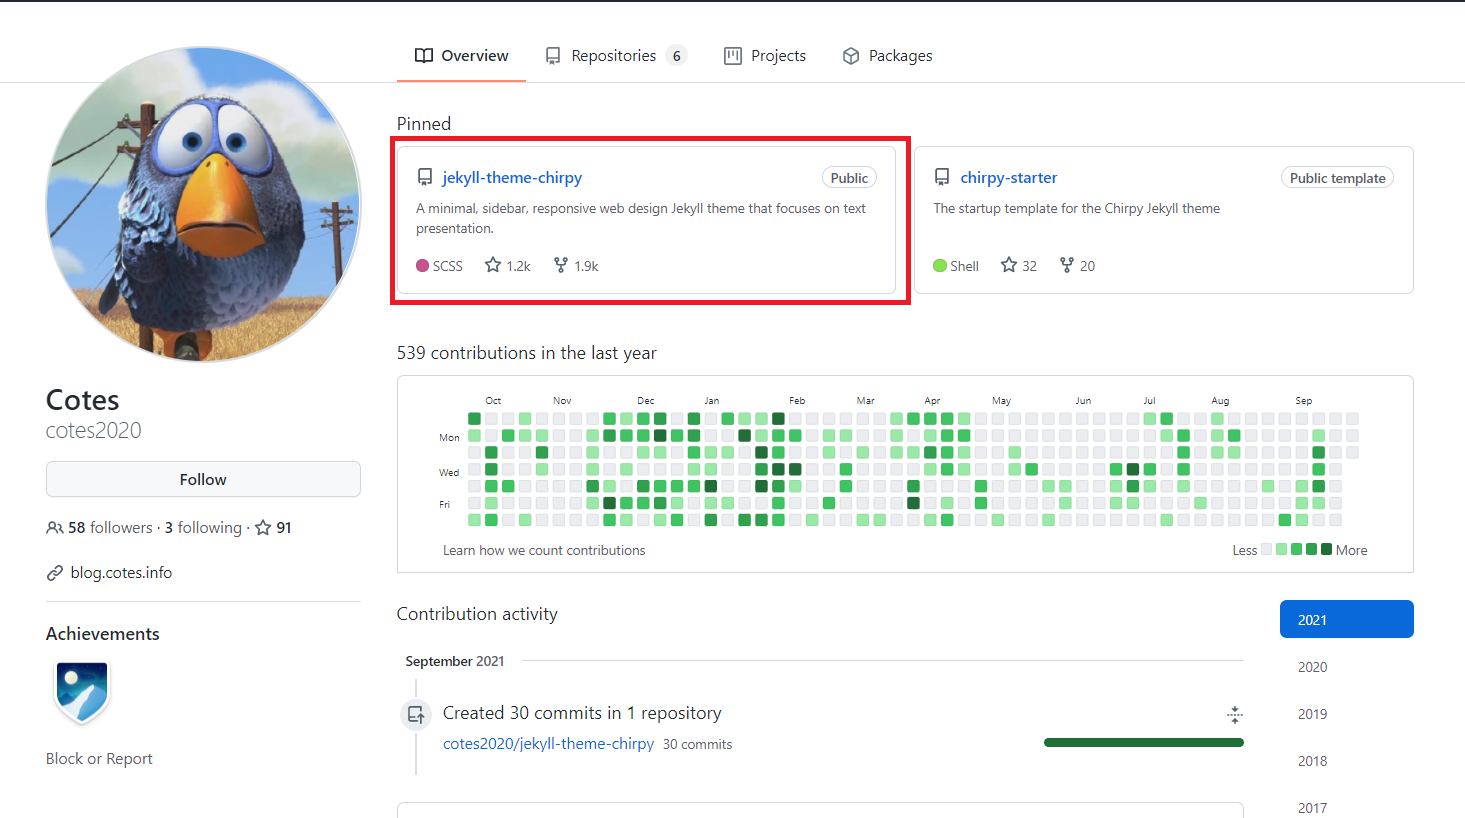 Overview Repositories 6 Projects Packages
Pinned
jekyll-theme-chirpy Public
A minimal, sidebar, responsive web design Jekyll theme that focuses on text
presentation.
SCSS 1.2k 1.9k
chirpy-starter Public template
The startup template for the Chirpy Jekyll theme
Shell 32 20
Cotes
cotes2020
Follow
58 followers · 3 following · 91
blog.cotes.info
Achievements
Block or Report
539 contributions in the last year
Oct Nov Dec Jan Feb Mar Apr May Jun Jul Aug Sep
Mon
Wed
Fri
Learn how we count contributions Less More
Contribution activity
September 2021
Created 30 commits in 1 repository
cotes2020/jekyll-theme-chirpy 30 commits
2021
2020
2019
2018
2017